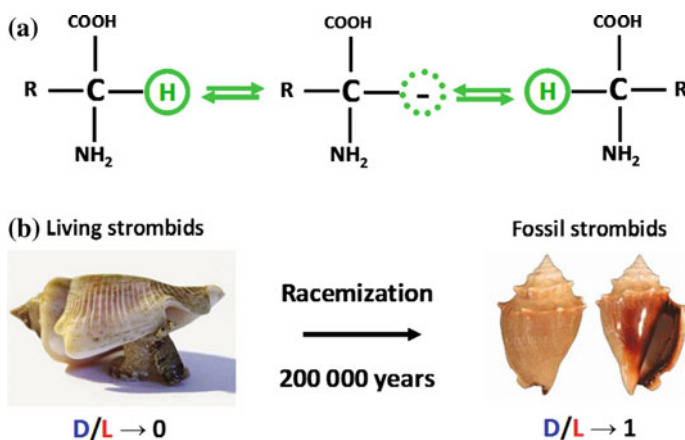 (a)
COOH COOH COOH
R C H R C - H C R
NH₂ NH₂ NH₂
(b) Living strombids Fossil strombids
Racemization
200 000 years
D/L → 0 D/L → 1